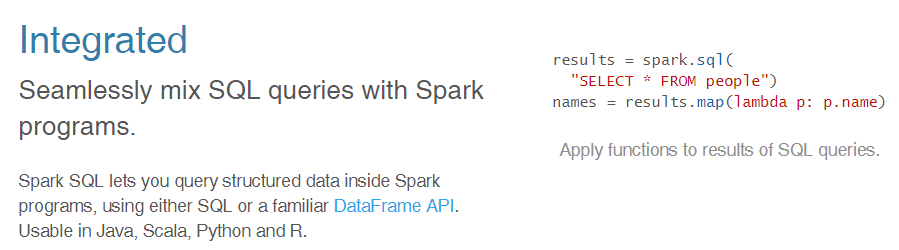 Integrated
Seamlessly mix SQL queries with Spark
programs.
Spark SQL lets you query structured data inside Spark
programs, using either SQL or a familiar DataFrame API.
Usable in Java, Scala, Python and R.
results = spark.sql(
  "SELECT * FROM people")
names = results.map(lambda p: p.name)
Apply functions to results of SQL queries.